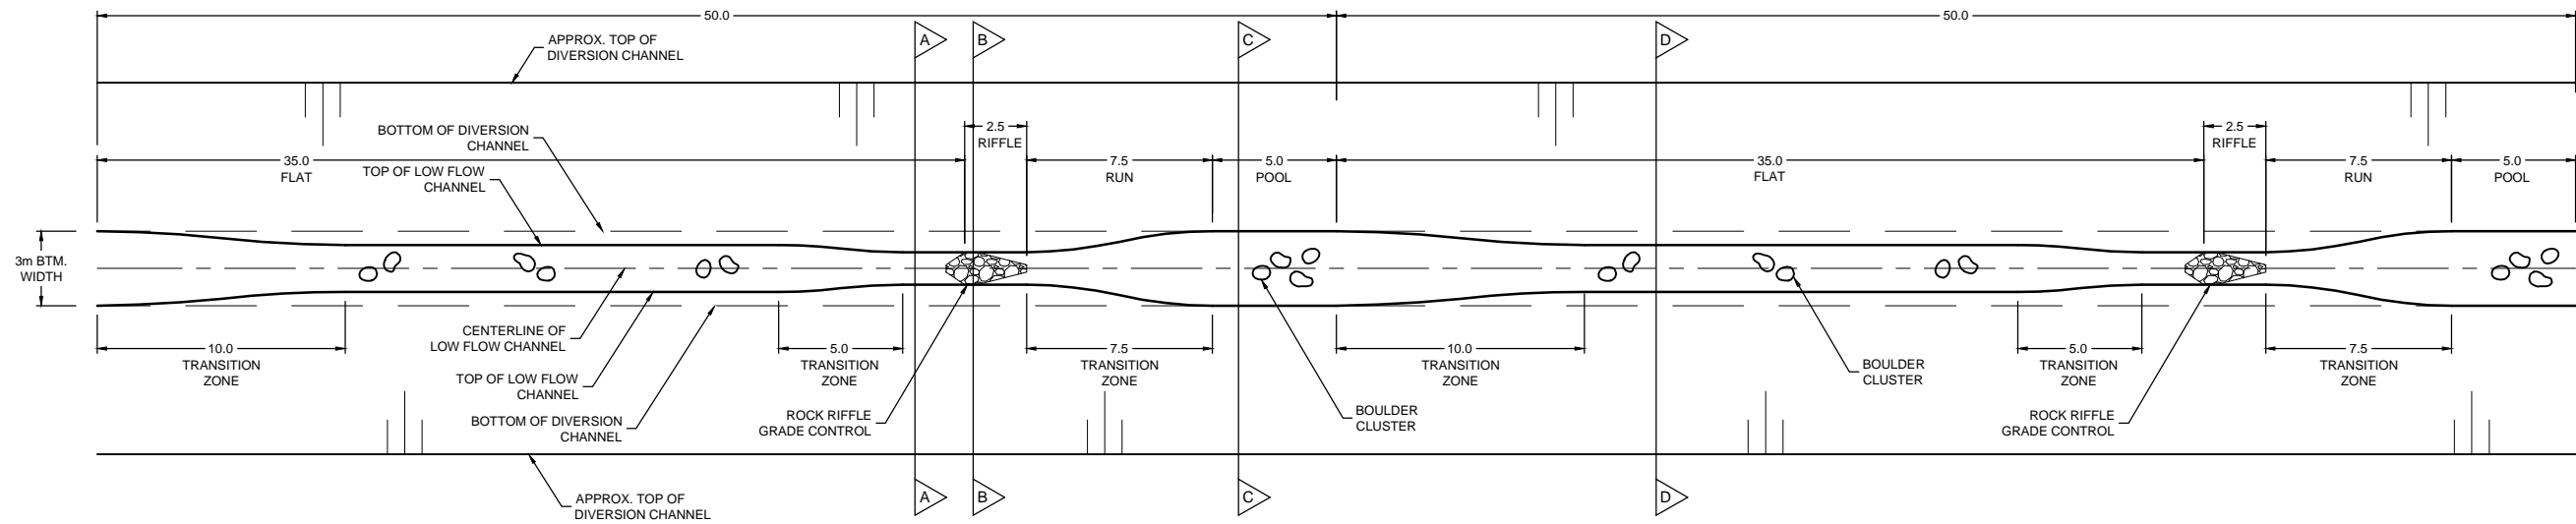 50.0
50.0
APPROX. TOP OF
DIVERSION CHANNEL
A
B
C
D
BOTTOM OF DIVERSION
CHANNEL
2.5
RIFFLE
2.5
RIFFLE
35.0
FLAT
7.5
RUN
5.0
POOL
35.0
FLAT
7.5
RUN
5.0
POOL
TOP OF LOW FLOW
CHANNEL
3m BTM.
WIDTH
CENTERLINE OF
LOW FLOW CHANNEL
10.0
TRANSITION
ZONE
5.0
TRANSITION
ZONE
7.5
TRANSITION
ZONE
10.0
TRANSITION
ZONE
5.0
TRANSITION
ZONE
7.5
TRANSITION
ZONE
TOP OF LOW FLOW
CHANNEL
BOULDER
CLUSTER
BOTTOM OF DIVERSION
CHANNEL
ROCK RIFFLE
GRADE CONTROL
BOULDER
CLUSTER
ROCK RIFFLE
GRADE CONTROL
A
B
C
D
APPROX. TOP OF
DIVERSION CHANNEL